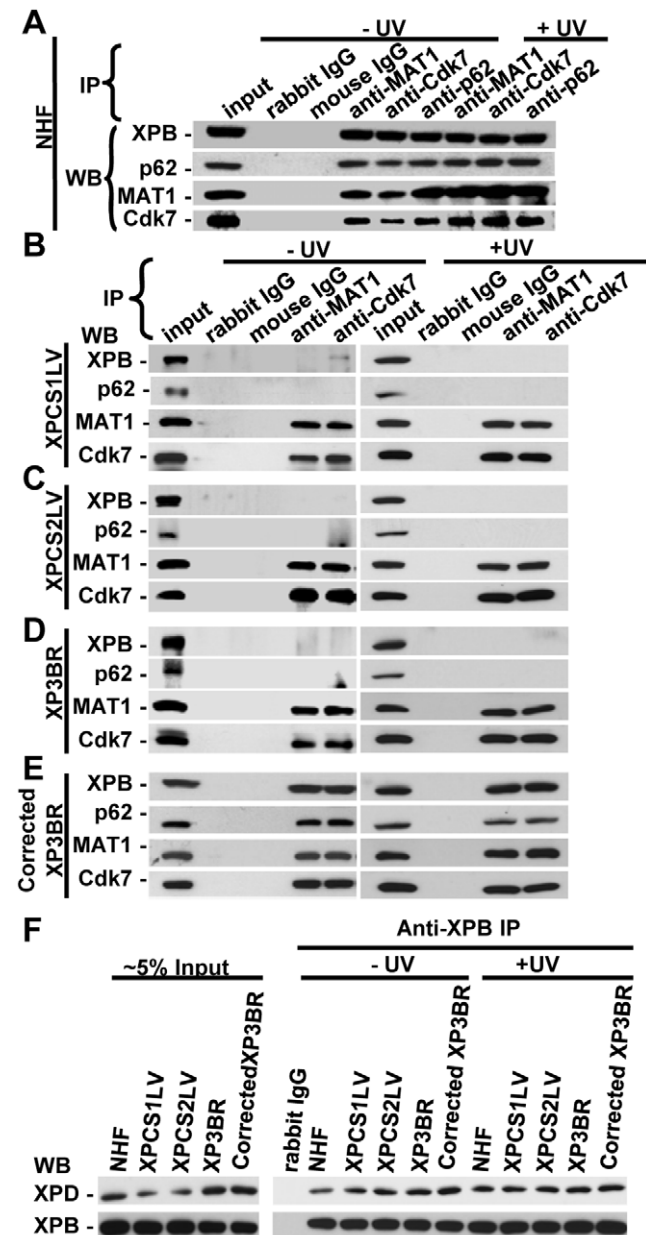 A
- UV
+ UV
NHF
IP
input
rabbit IgG
mouse IgG
anti-MAT1
anti-Cdk7
anti-p62
anti-MAT1
anti-Cdk7
anti-p62
WB
XPB -
p62 -
MAT1 -
Cdk7 -
B
- UV
+UV
IP
WB
input
rabbit IgG
mouse IgG
anti-MAT1
anti-Cdk7
input
rabbit IgG
mouse IgG
anti-MAT1
anti-Cdk7
XPCS1LV
XPB -
p62 -
MAT1 -
Cdk7 -
C
XPCS2LV
XPB -
p62 -
MAT1 -
Cdk7 -
D
XP3BR
XPB -
p62 -
MAT1 -
Cdk7 -
E
Corrected
XP3BR
XPB -
p62 -
MAT1 -
Cdk7 -
F
Anti-XPB IP
~5% Input
- UV
+UV
NHF
XPCS1LV
XPCS2LV
XP3BR
CorrectedXP3BR
rabbit IgG
NHF
XPCS1LV
XPCS2LV
XP3BR
Corrected XP3BR
NHF
XPCS1LV
XPCS2LV
XP3BR
Corrected XP3BR
WB
XPD -
XPB -